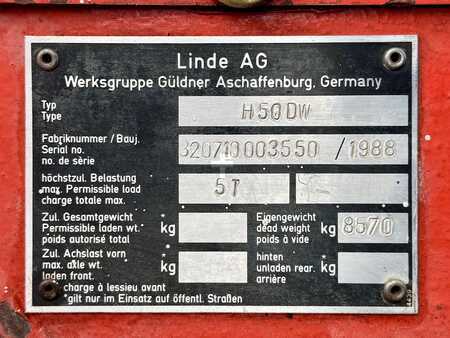 Linde AG
Werksgruppe Güldner Aschaffenburg, Germany
Typ
Type
H50DW
Fabriknummer / Bauj.
Serial no.
no. de sèrie
320710003550 / 1988
höchstzul. Belastung
max. Permissible load
charge totale max.
5T
Zul. Gesamtgewicht *
Permissible laden wt. kg
poids autorisé total
Eigengewicht
dead weight kg 8570
poids à vide
Zul. Achslast vorn *
max. axle wt. kg
laden front.
charge à lessieu avant
hinten *
unladen rear. kg
arrière
*gilt nur im Einsatz auf öffentl. Straßen